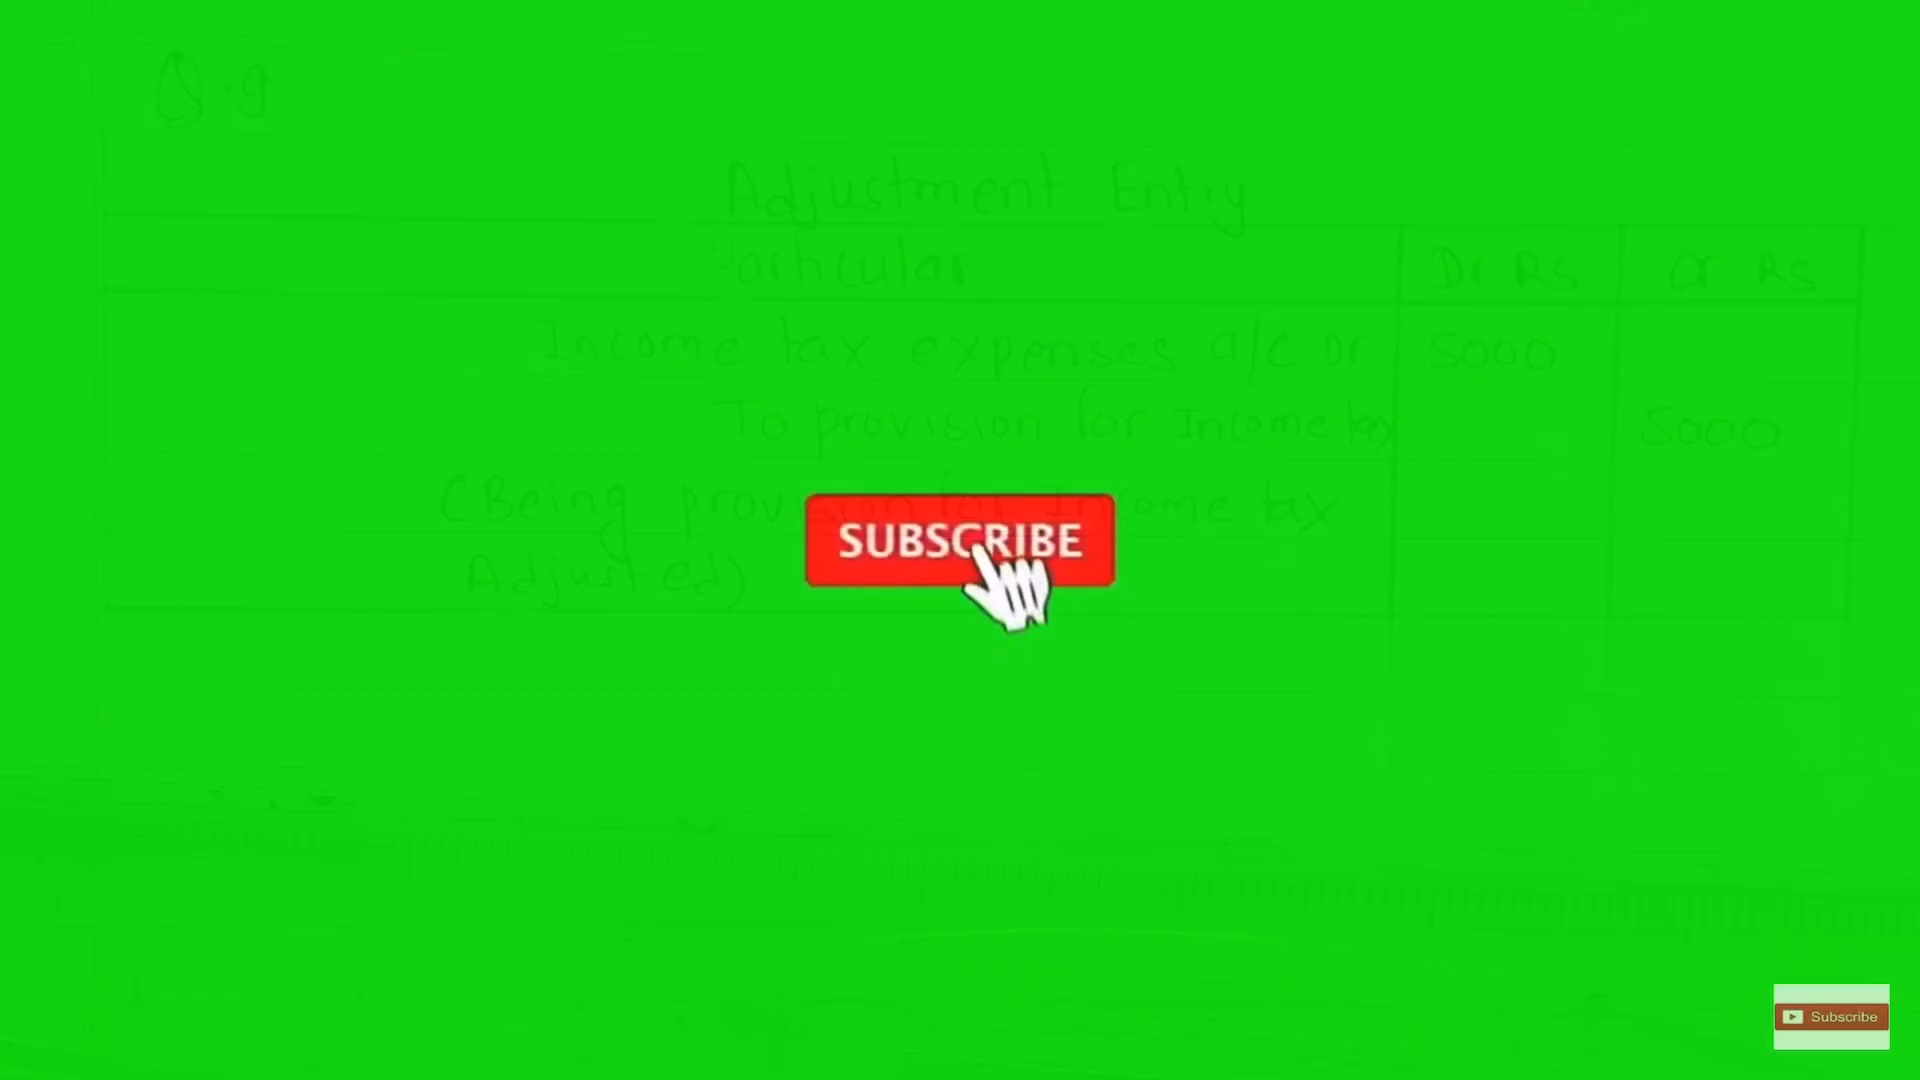 Q.9
Adjustment Entry
Particular Dr. Rs Cr. Rs
Income tax expenses a/c Dr 5000
To provision for Income tax 5000
(Being provision for Income tax
Adjusted)
SUBSCRIBE
Subscribe